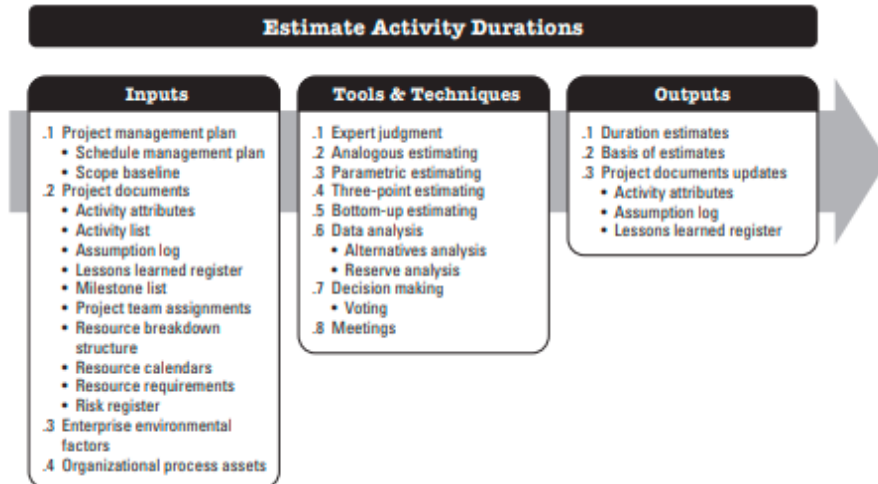 Estimate Activity Durations
Inputs
.1 Project management plan
• Schedule management plan
• Scope baseline
.2 Project documents
• Activity attributes
• Activity list
• Assumption log
• Lessons learned register
• Milestone list
• Project team assignments
• Resource breakdown
structure
• Resource calendars
• Resource requirements
• Risk register
.3 Enterprise environmental
factors
.4 Organizational process assets
Tools & Techniques
.1 Expert judgment
.2 Analogous estimating
.3 Parametric estimating
.4 Three-point estimating
.5 Bottom-up estimating
.6 Data analysis
• Alternatives analysis
• Reserve analysis
.7 Decision making
• Voting
.8 Meetings
Outputs
.1 Duration estimates
.2 Basis of estimates
.3 Project documents updates
• Activity attributes
• Assumption log
• Lessons learned register